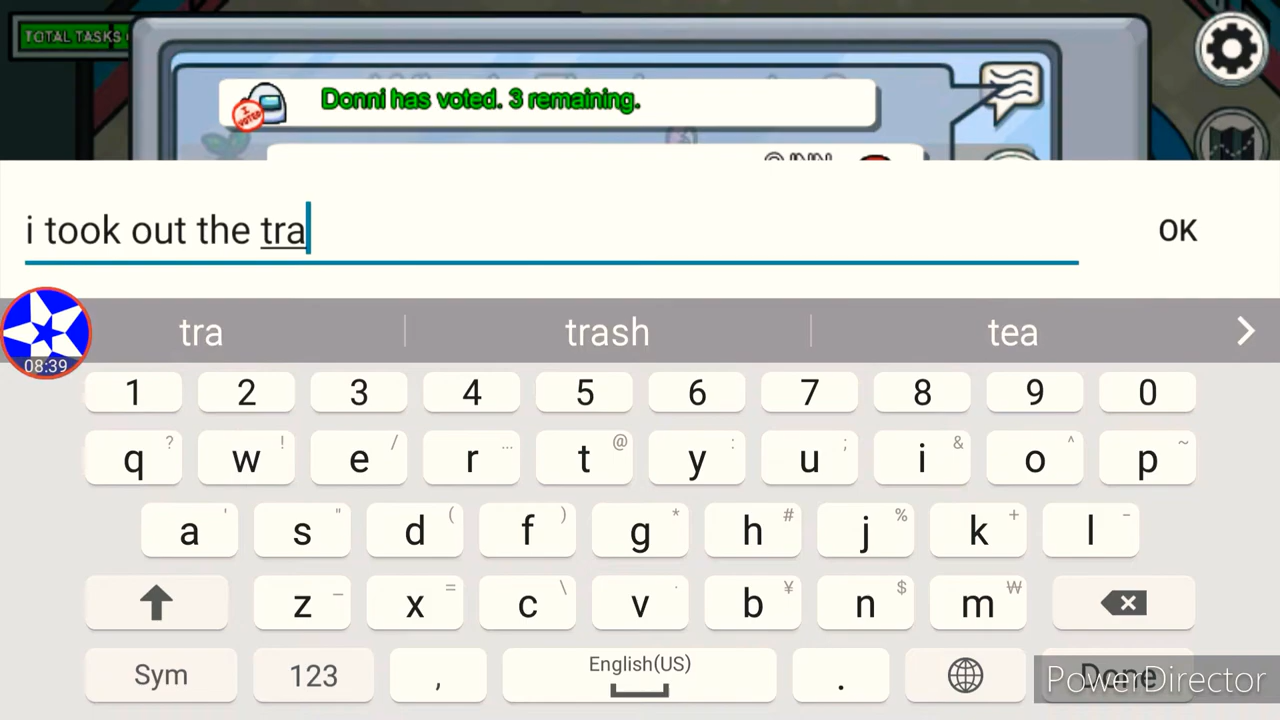 TOTAL TASKS
Donni has voted. 3 remaining.
i took out the tra
OK
tra trash tea
08:39
1 2 3 4 5 6 7 8 9 0
? ! / ... @ : ; & ^ ~
q w e r t y u i o p
' " ( ) * # % + -
a s d f g h j k l
_ = \ · ¥ $ ₩
z x c v b n m
Sym 123 , English(US) . Done
PowerDirector